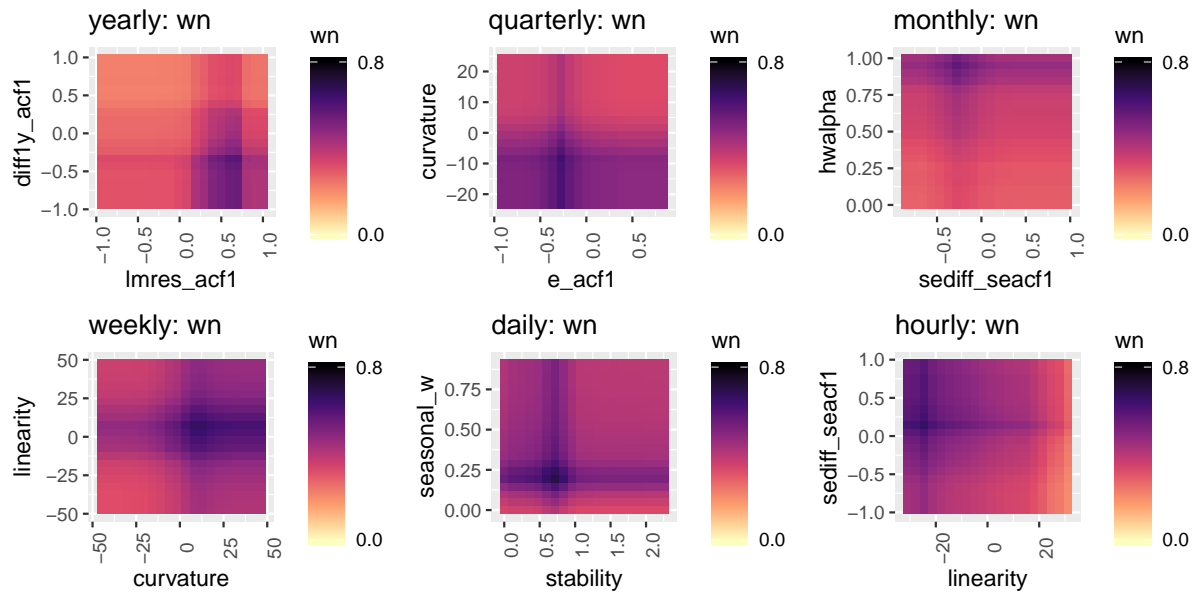 yearly: wn
wn
1.0
0.5
0.0
−0.5
−1.0
diff1y_acf1
−1.0
−0.5
0.0
0.5
1.0
lmres_acf1
0.8
0.0
quarterly: wn
wn
20
10
0
−10
−20
curvature
−1.0
−0.5
0.0
0.5
e_acf1
0.8
0.0
monthly: wn
wn
1.00
0.75
0.50
0.25
0.00
hwalpha
−0.5
0.0
0.5
1.0
sediff_seacf1
0.8
0.0
weekly: wn
wn
50
25
0
−25
−50
linearity
−50
−25
0
25
50
curvature
0.8
0.0
daily: wn
wn
0.75
0.50
0.25
0.00
seasonal_w
0.0
0.5
1.0
1.5
2.0
stability
0.8
0.0
hourly: wn
wn
1.0
0.5
0.0
−0.5
−1.0
sediff_seacf1
−20
0
20
linearity
0.8
0.0